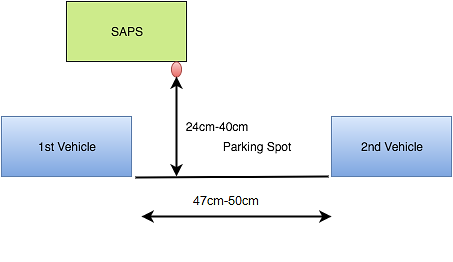 SAPS
24cm-40cm
1st Vehicle
Parking Spot
2nd Vehicle
47cm-50cm